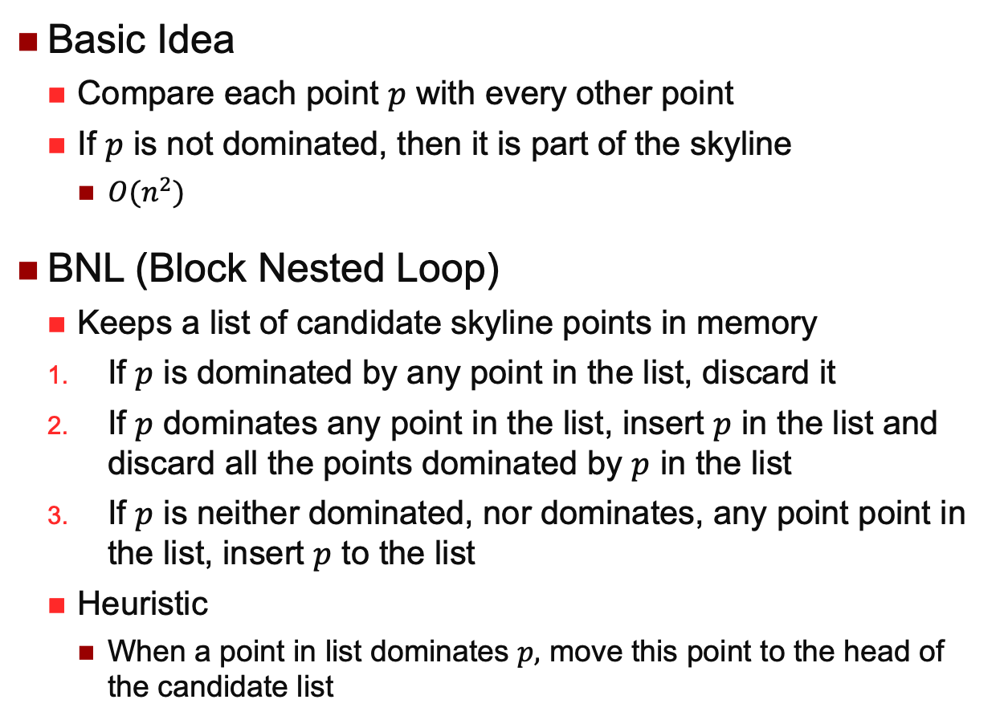 Basic Idea
Compare each point p with every other point
If p is not dominated, then it is part of the skyline
O(n²)
BNL (Block Nested Loop)
Keeps a list of candidate skyline points in memory
1. If p is dominated by any point in the list, discard it
2. If p dominates any point in the list, insert p in the list and
discard all the points dominated by p in the list
3. If p is neither dominated, nor dominates, any point point in
the list, insert p to the list
Heuristic
When a point in list dominates p, move this point to the head of
the candidate list